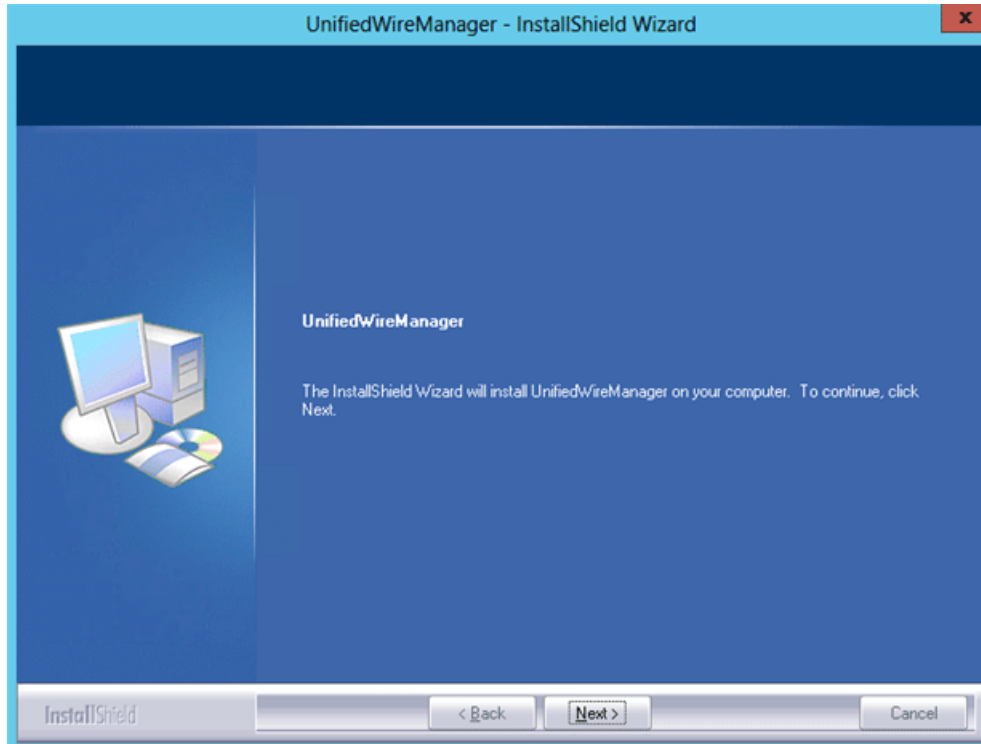 UnifiedWireManager - InstallShield Wizard
x
UnifiedWireManager
The InstallShield Wizard will install UnifiedWireManager on your computer. To continue, click
Next.
InstallShield
< Back
Next >
Cancel